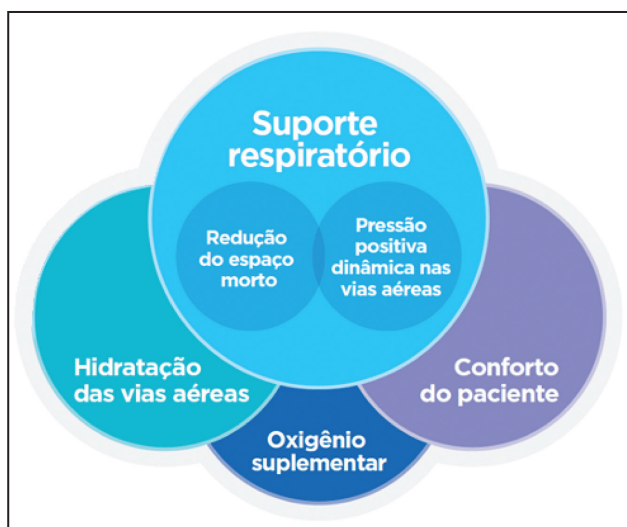 Suporte
respiratório
Redução
do espaço
morto
Pressão
positiva
dinâmica nas
vias aéreas
Hidratação
das vias aéreas
Conforto
do paciente
Oxigênio
suplementar